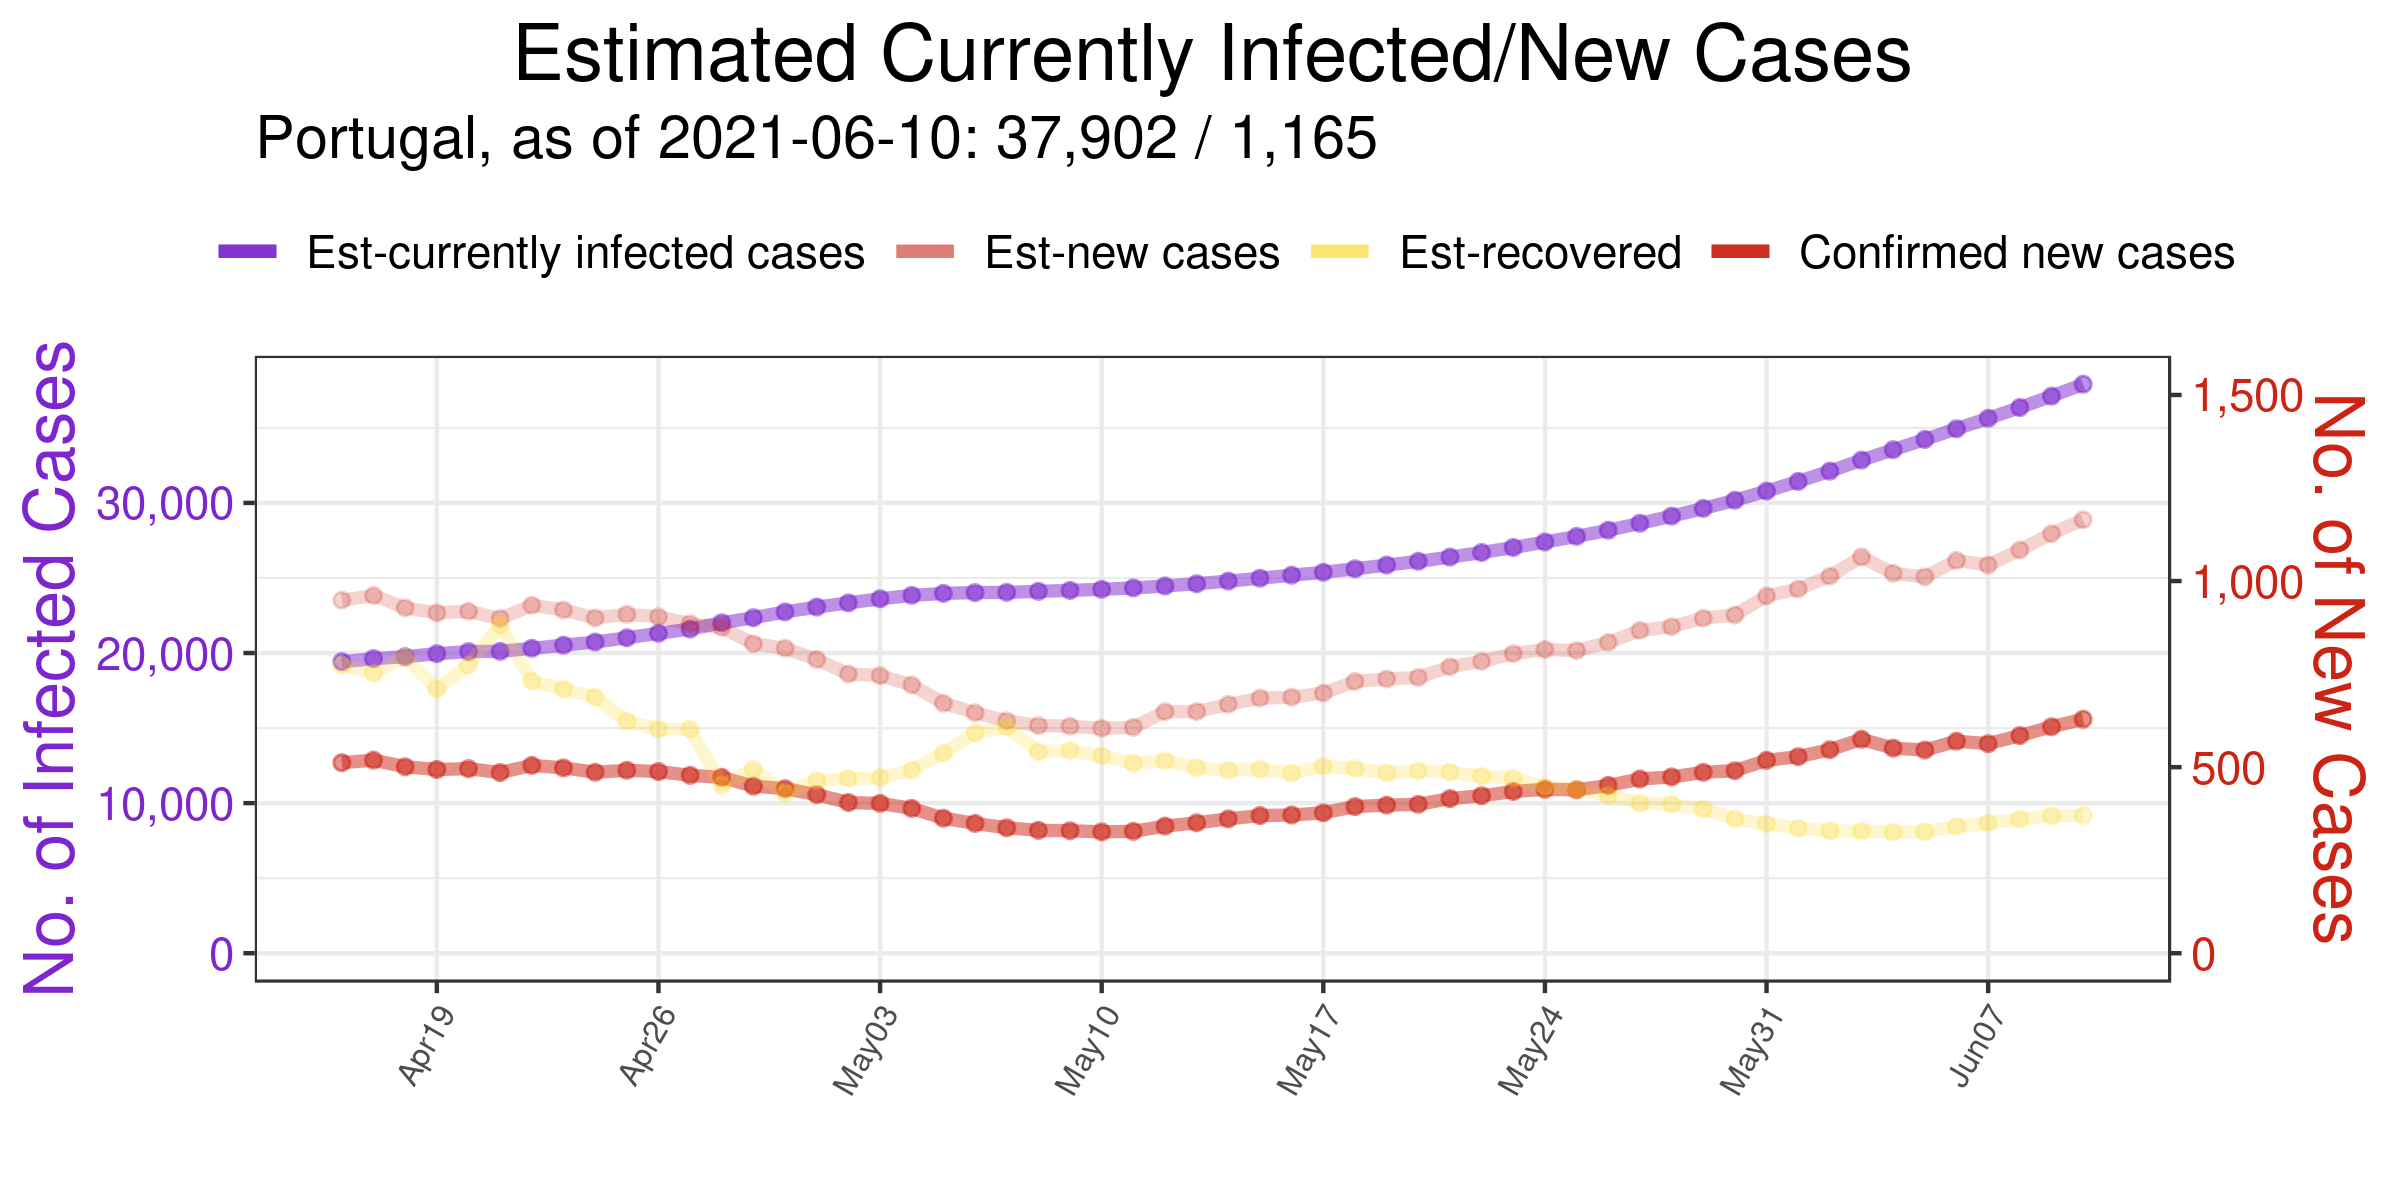 Estimated Currently Infected/New Cases
Portugal, as of 2021-06-10: 37,902 / 1,165
Est-currently infected cases Est-new cases Est-recovered Confirmed new cases
No. of Infected Cases
30,000
20,000
10,000
0
1,500
1,000
500
0
No. of New Cases
Apr19 Apr26 May03 May10 May17 May24 May31 Jun07